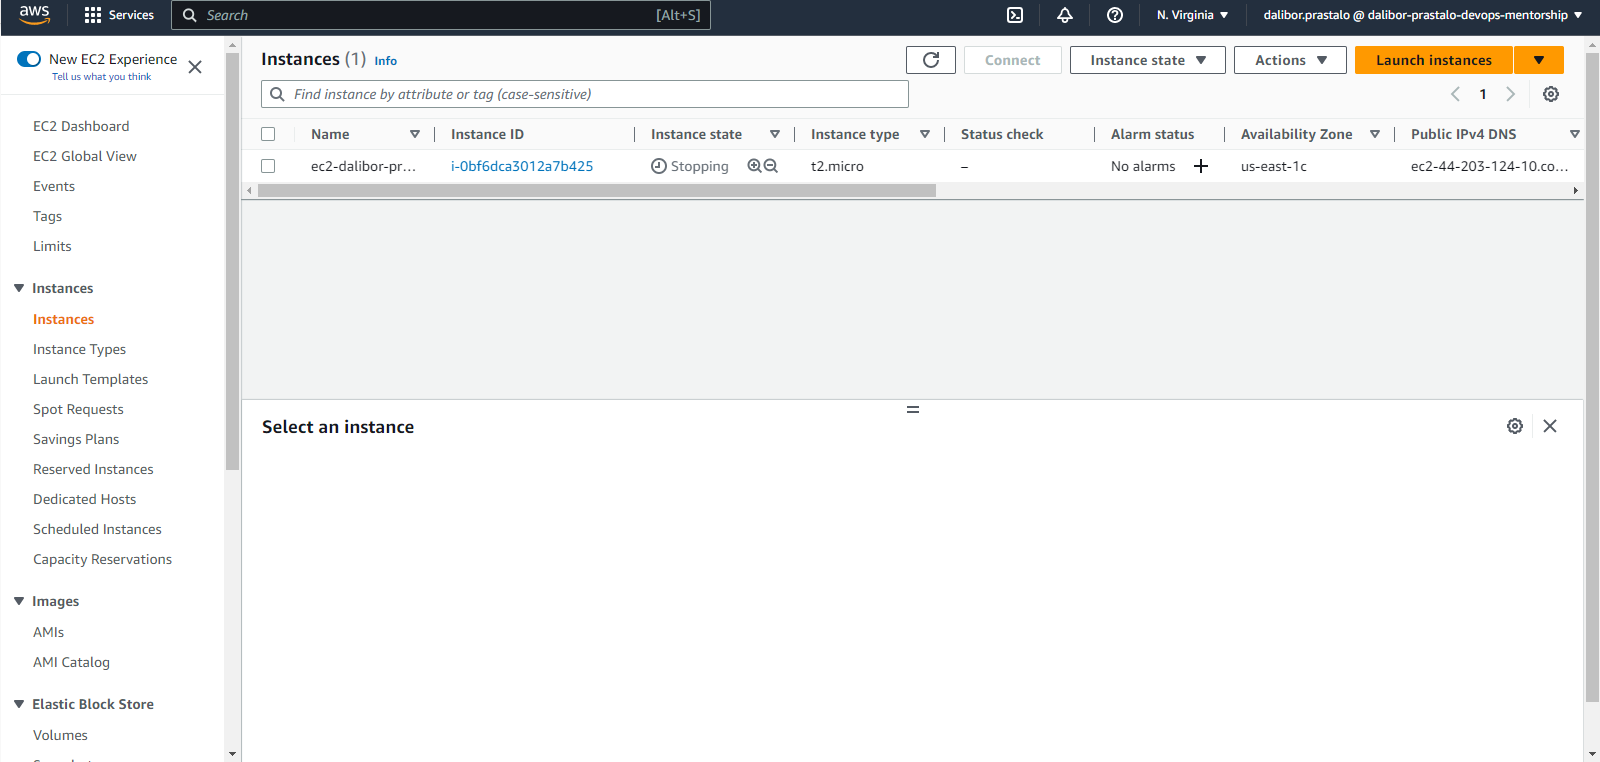 aws Services Search [Alt+S] N. Virginia dalibor.prastalo @ dalibor-prastalo-devops-mentorship
New EC2 Experience
Tell us what you think
EC2 Dashboard
EC2 Global View
Events
Tags
Limits
Instances
Instances
Instance Types
Launch Templates
Spot Requests
Savings Plans
Reserved Instances
Dedicated Hosts
Scheduled Instances
Capacity Reservations
Images
AMIs
AMI Catalog
Elastic Block Store
Volumes
Instances (1) Info Connect Instance state Actions Launch instances
Find instance by attribute or tag (case-sensitive) 1
Name Instance ID Instance state Instance type Status check Alarm status Availability Zone Public IPv4 DNS
ec2-dalibor-pr... i-0bf6dca3012a7b425 Stopping t2.micro – No alarms + us-east-1c ec2-44-203-124-10.co...
Select an instance